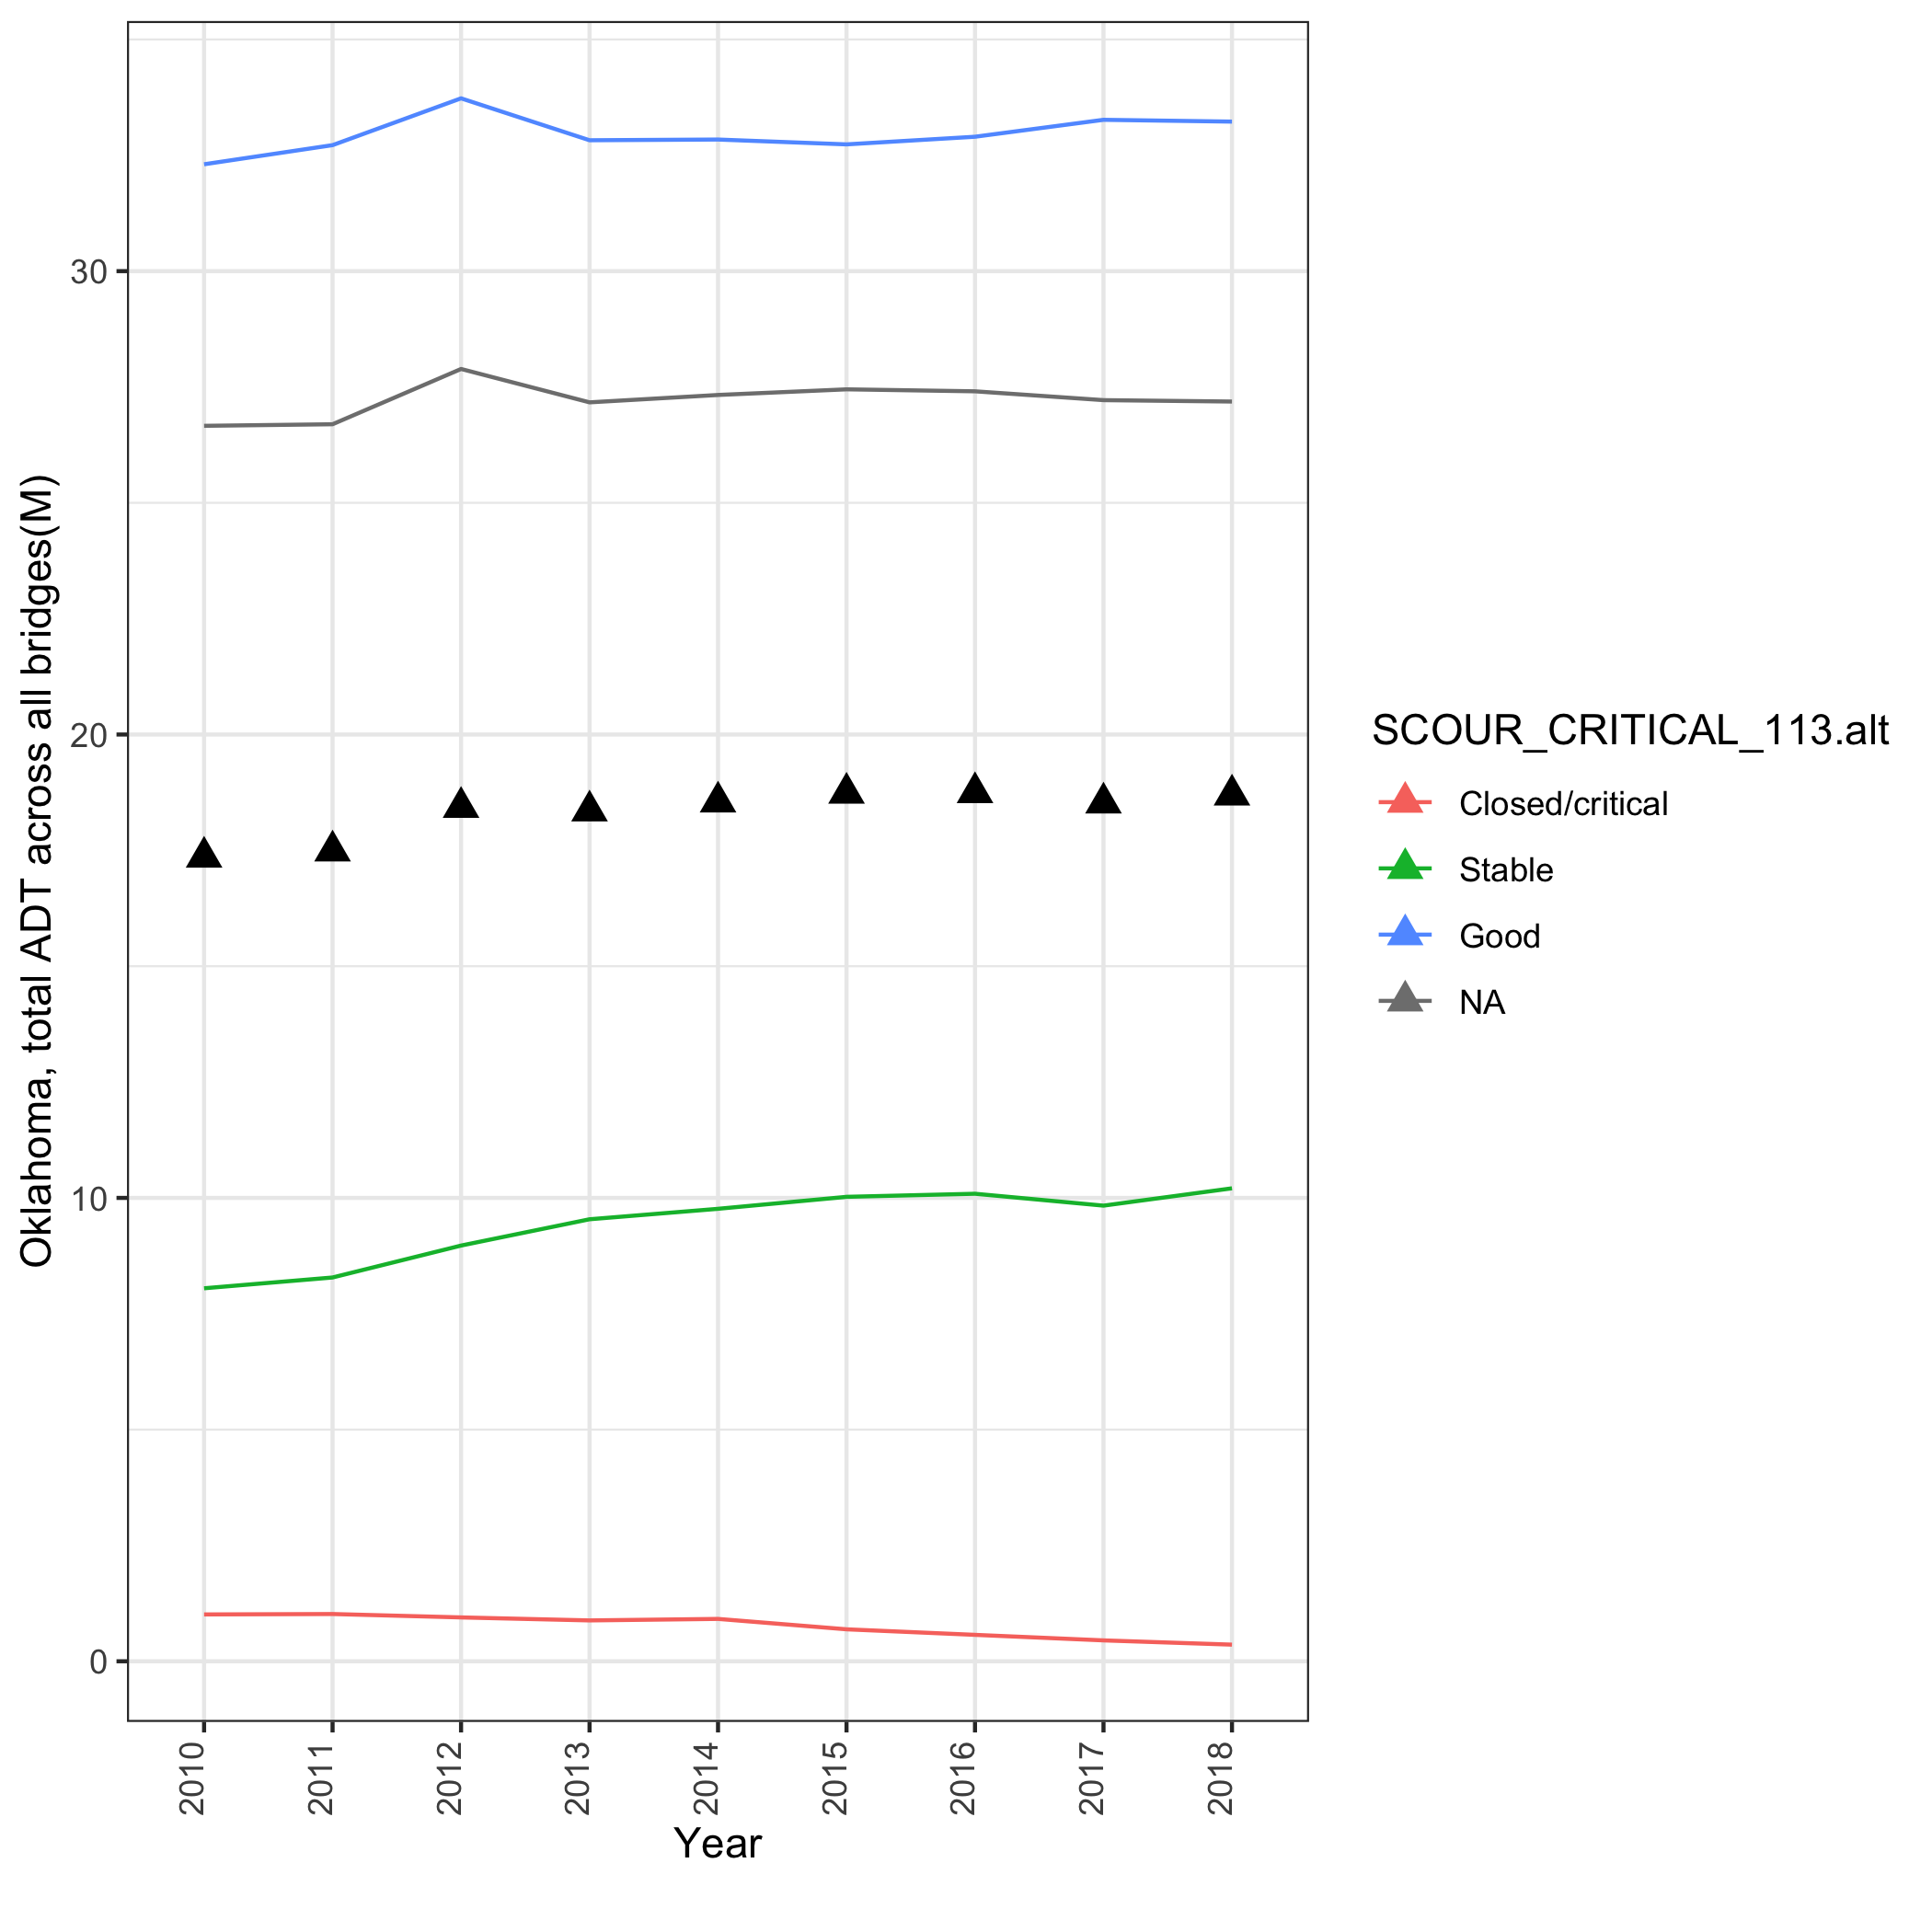 Oklahoma, total ADT across all bridges(M)
30
20
10
0
2010
2011
2012
2013
2014
2015
2016
2017
2018
Year
SCOUR_CRITICAL_113.alt
Closed/critical
Stable
Good
NA